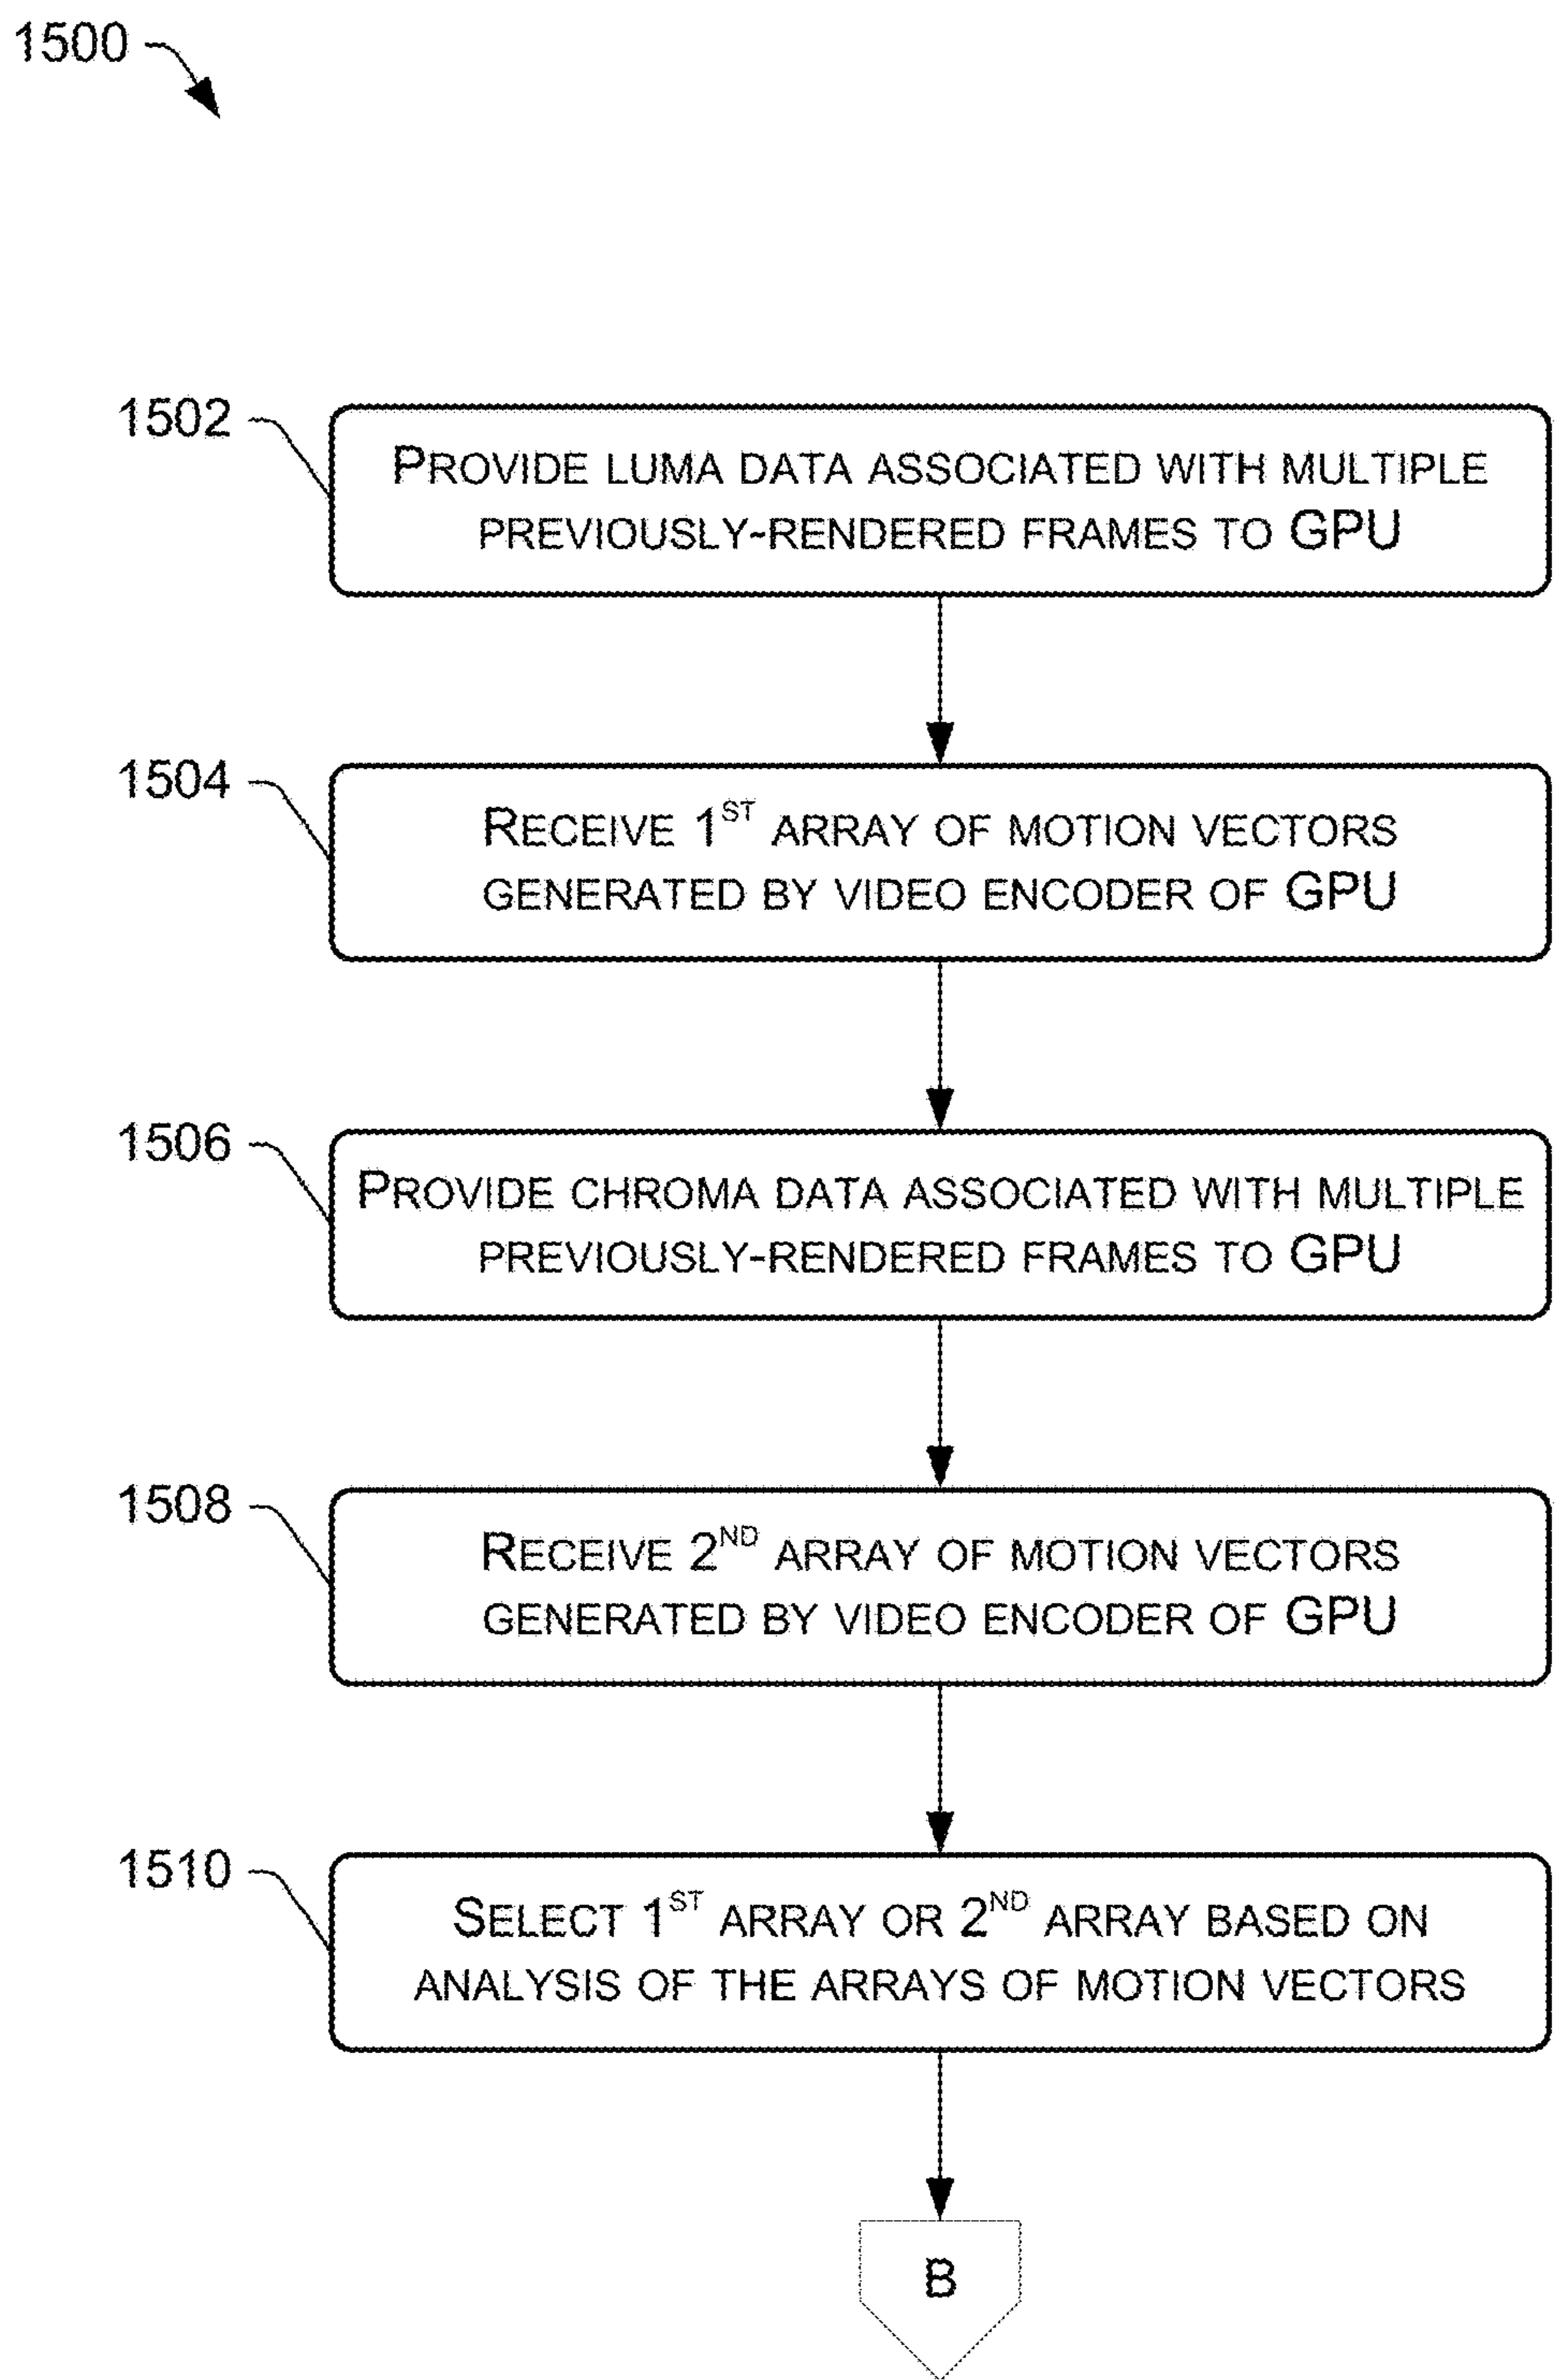 1500
1502
PROVIDE LUMA DATA ASSOCIATED WITH MULTIPLE
PREVIOUSLY-RENDERED FRAMES TO GPU
1504
RECEIVE 1ST ARRAY OF MOTION VECTORS
GENERATED BY VIDEO ENCODER OF GPU
1506
PROVIDE CHROMA DATA ASSOCIATED WITH MULTIPLE
PREVIOUSLY-RENDERED FRAMES TO GPU
1508
RECEIVE 2ND ARRAY OF MOTION VECTORS
GENERATED BY VIDEO ENCODER OF GPU
1510
SELECT 1ST ARRAY OR 2ND ARRAY BASED ON
ANALYSIS OF THE ARRAYS OF MOTION VECTORS
B